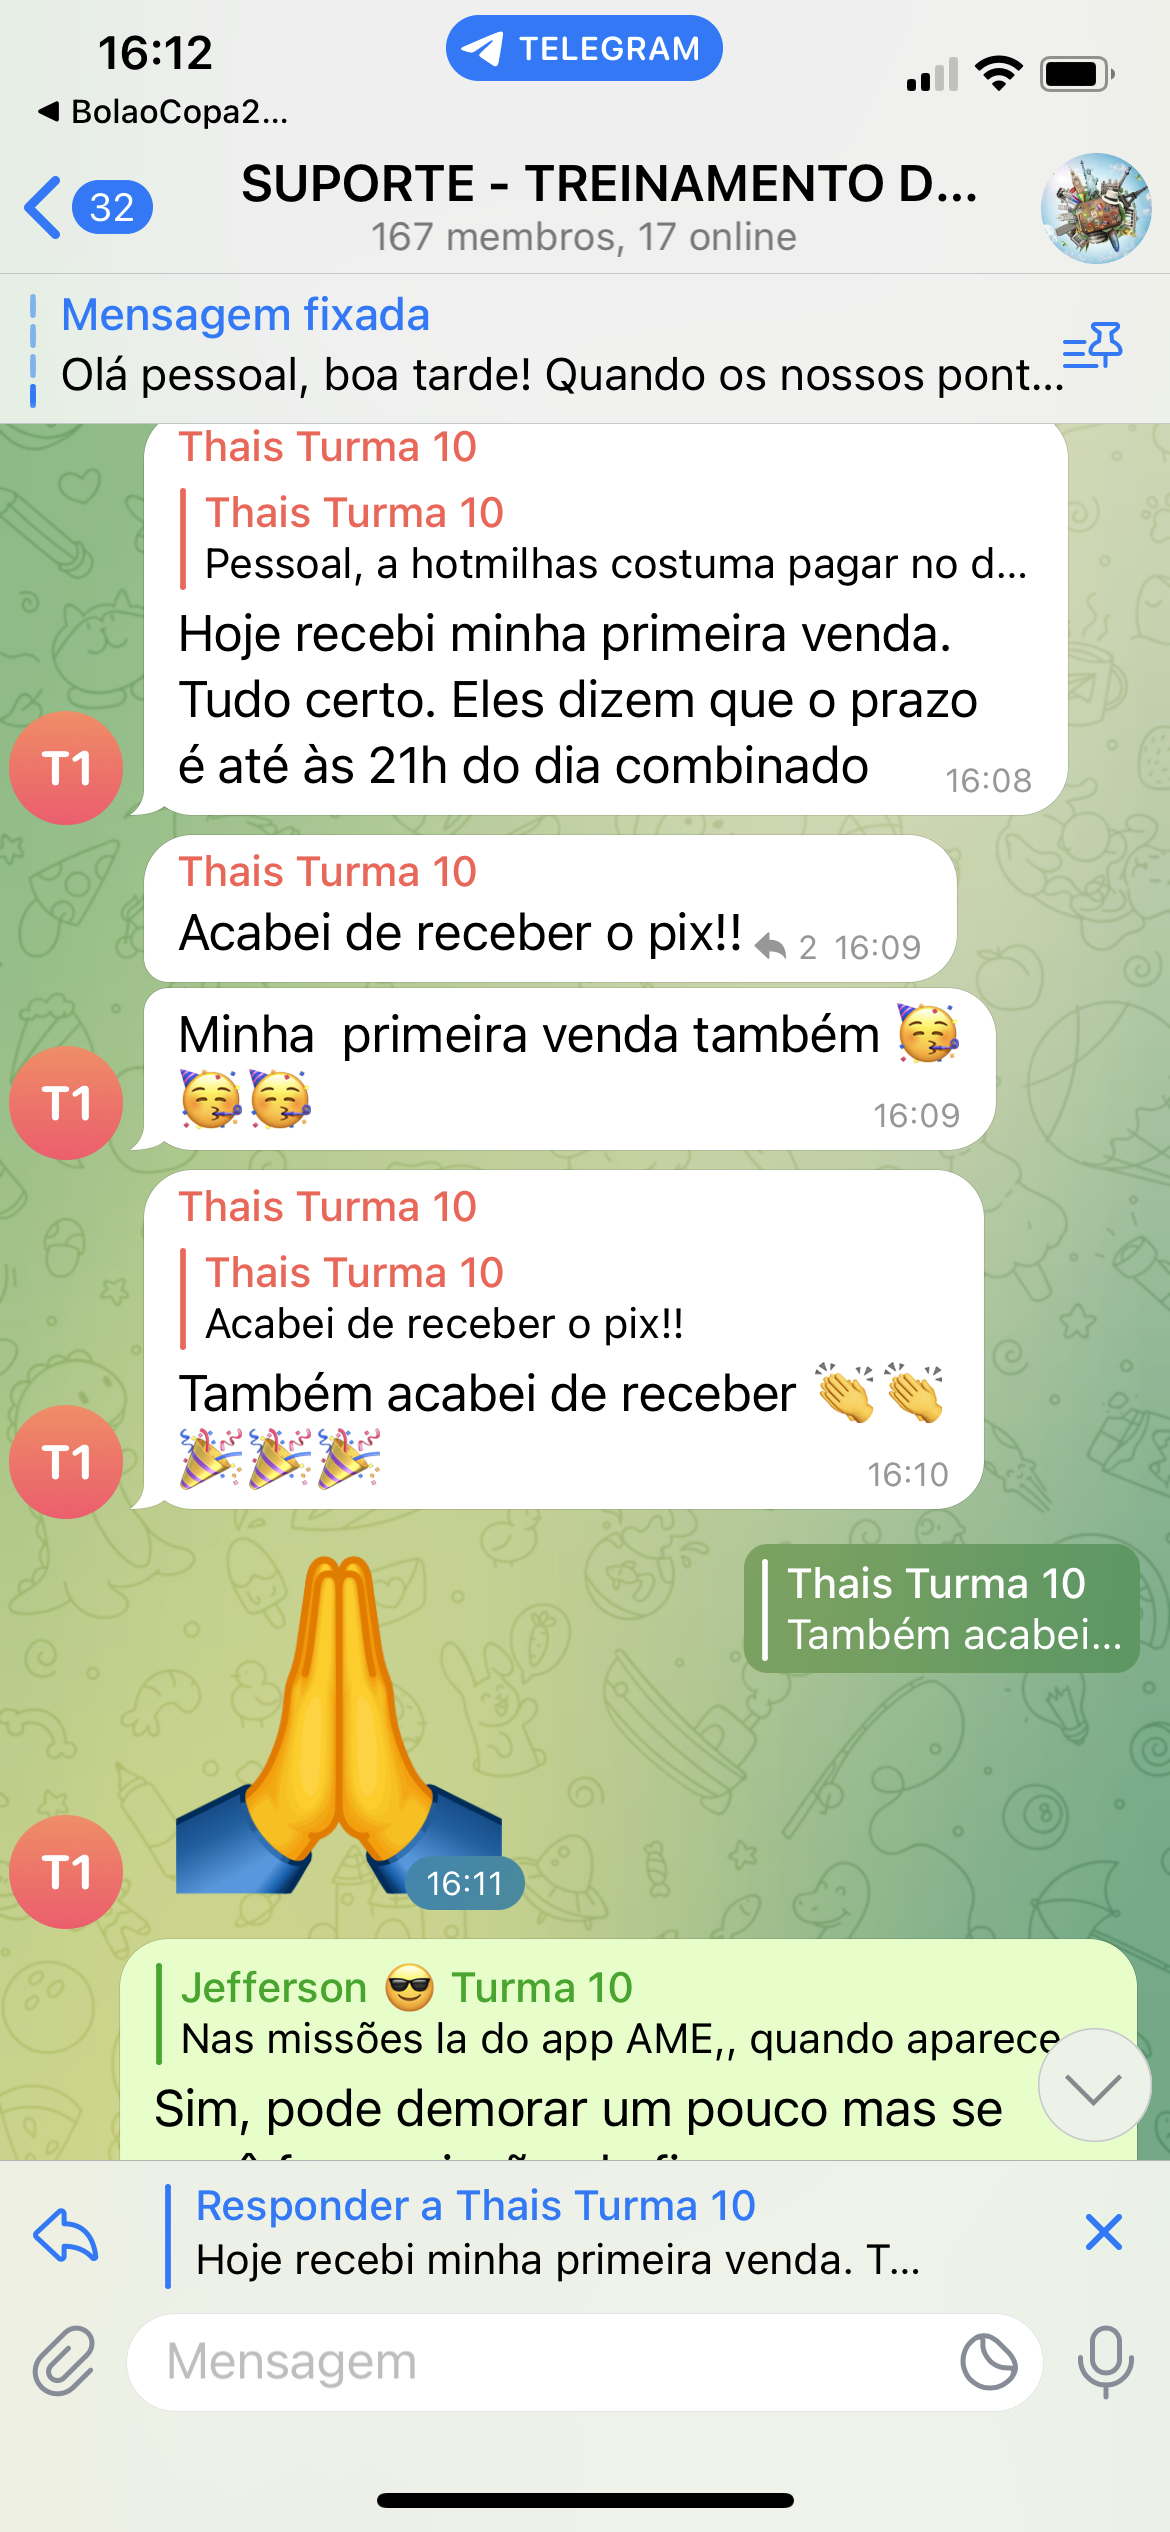 16:12
TELEGRAM
BolaoCopa2...
32
SUPORTE - TREINAMENTO D...
167 membros, 17 online
Mensagem fixada
Olá pessoal, boa tarde! Quando os nossos pont...
Thais Turma 10
Thais Turma 10
Pessoal, a hotmilhas costuma pagar no d...
Hoje recebi minha primeira venda.
Tudo certo. Eles dizem que o prazo
é até às 21h do dia combinado
16:08
T1
Thais Turma 10
Acabei de receber o pix!! 2 16:09
Minha  primeira venda também 🥳
🥳🥳
16:09
T1
Thais Turma 10
Thais Turma 10
Acabei de receber o pix!!
Também acabei de receber 👏👏
🎉🎉🎉
16:10
T1
Thais Turma 10
Também acabei...
🙏
16:11
T1
Jefferson 😎 Turma 10
Nas missões la do app AME,, quando aparece
Sim, pode demorar um pouco mas se
Responder a Thais Turma 10
Hoje recebi minha primeira venda. T...
Mensagem